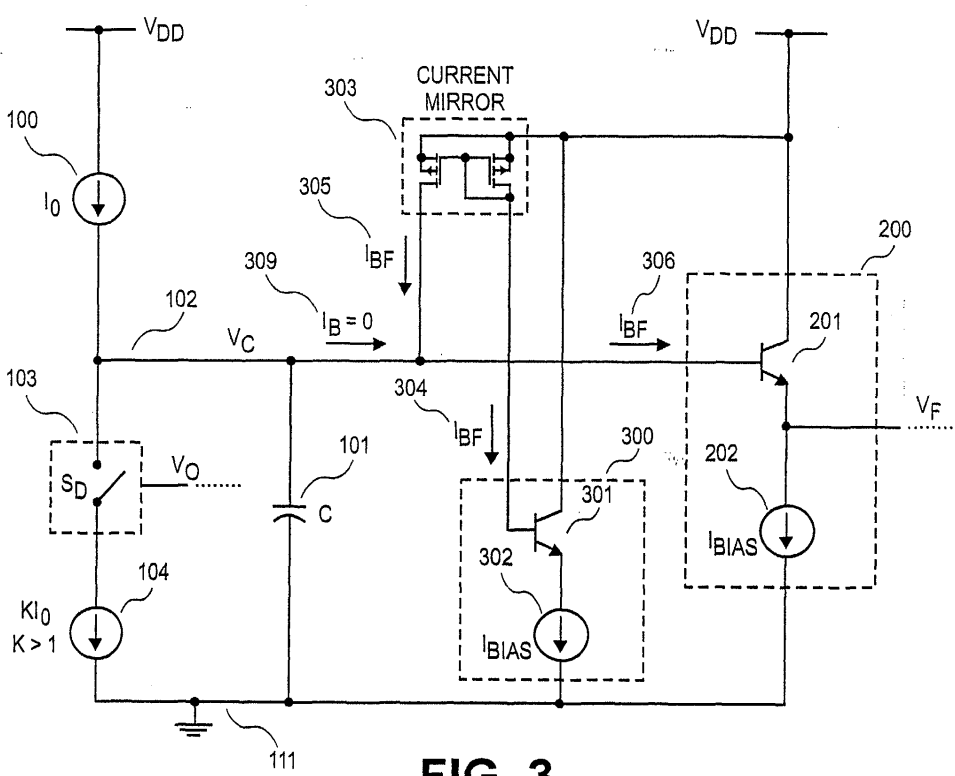 VDD
VDD
CURRENT
MIRROR
303
100
I0
305
IBF
200
309
IB = 0
306
IBF
102
VC
201
103
304
IBF
VF
SD
VO
101
C
300
301
202
IBIAS
302
104
KI0
K > 1
IBIAS
111
FIG. 3